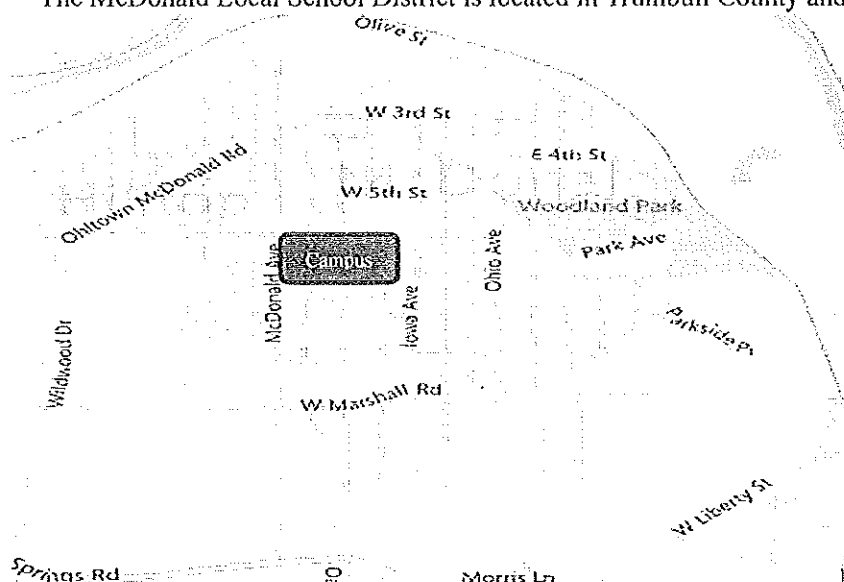 The McDonald Local School District is located in Trumbull County and
Olive St
W 3rd St
E 4th St
Ohltown McDonald Rd
W 5th St
Woodland Park
Campus
Park Ave
McDonald Ave
Ohio Ave
Iowa Ave
Wildwood Dr
Parkside Pl
W Marshall Rd
W Liberty St
Springs Rd
Morris Ln